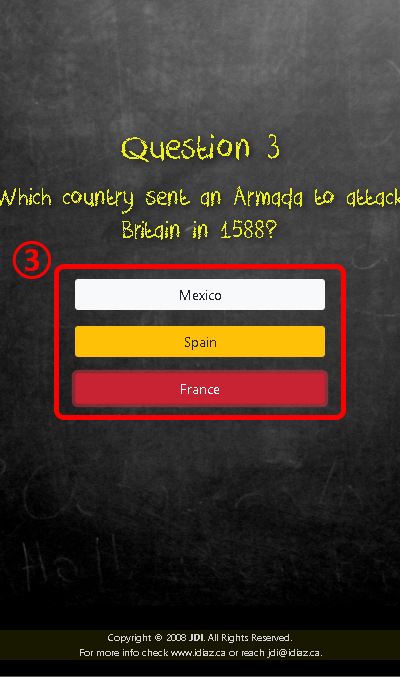 Question 3
Which country sent an Armada to attack
Britain in 1588?
3
Mexico
Spain
France
Copyright © 2008 JDI. All Rights Reserved.
For more info check www.idiaz.ca or reach jdi@idiaz.ca.